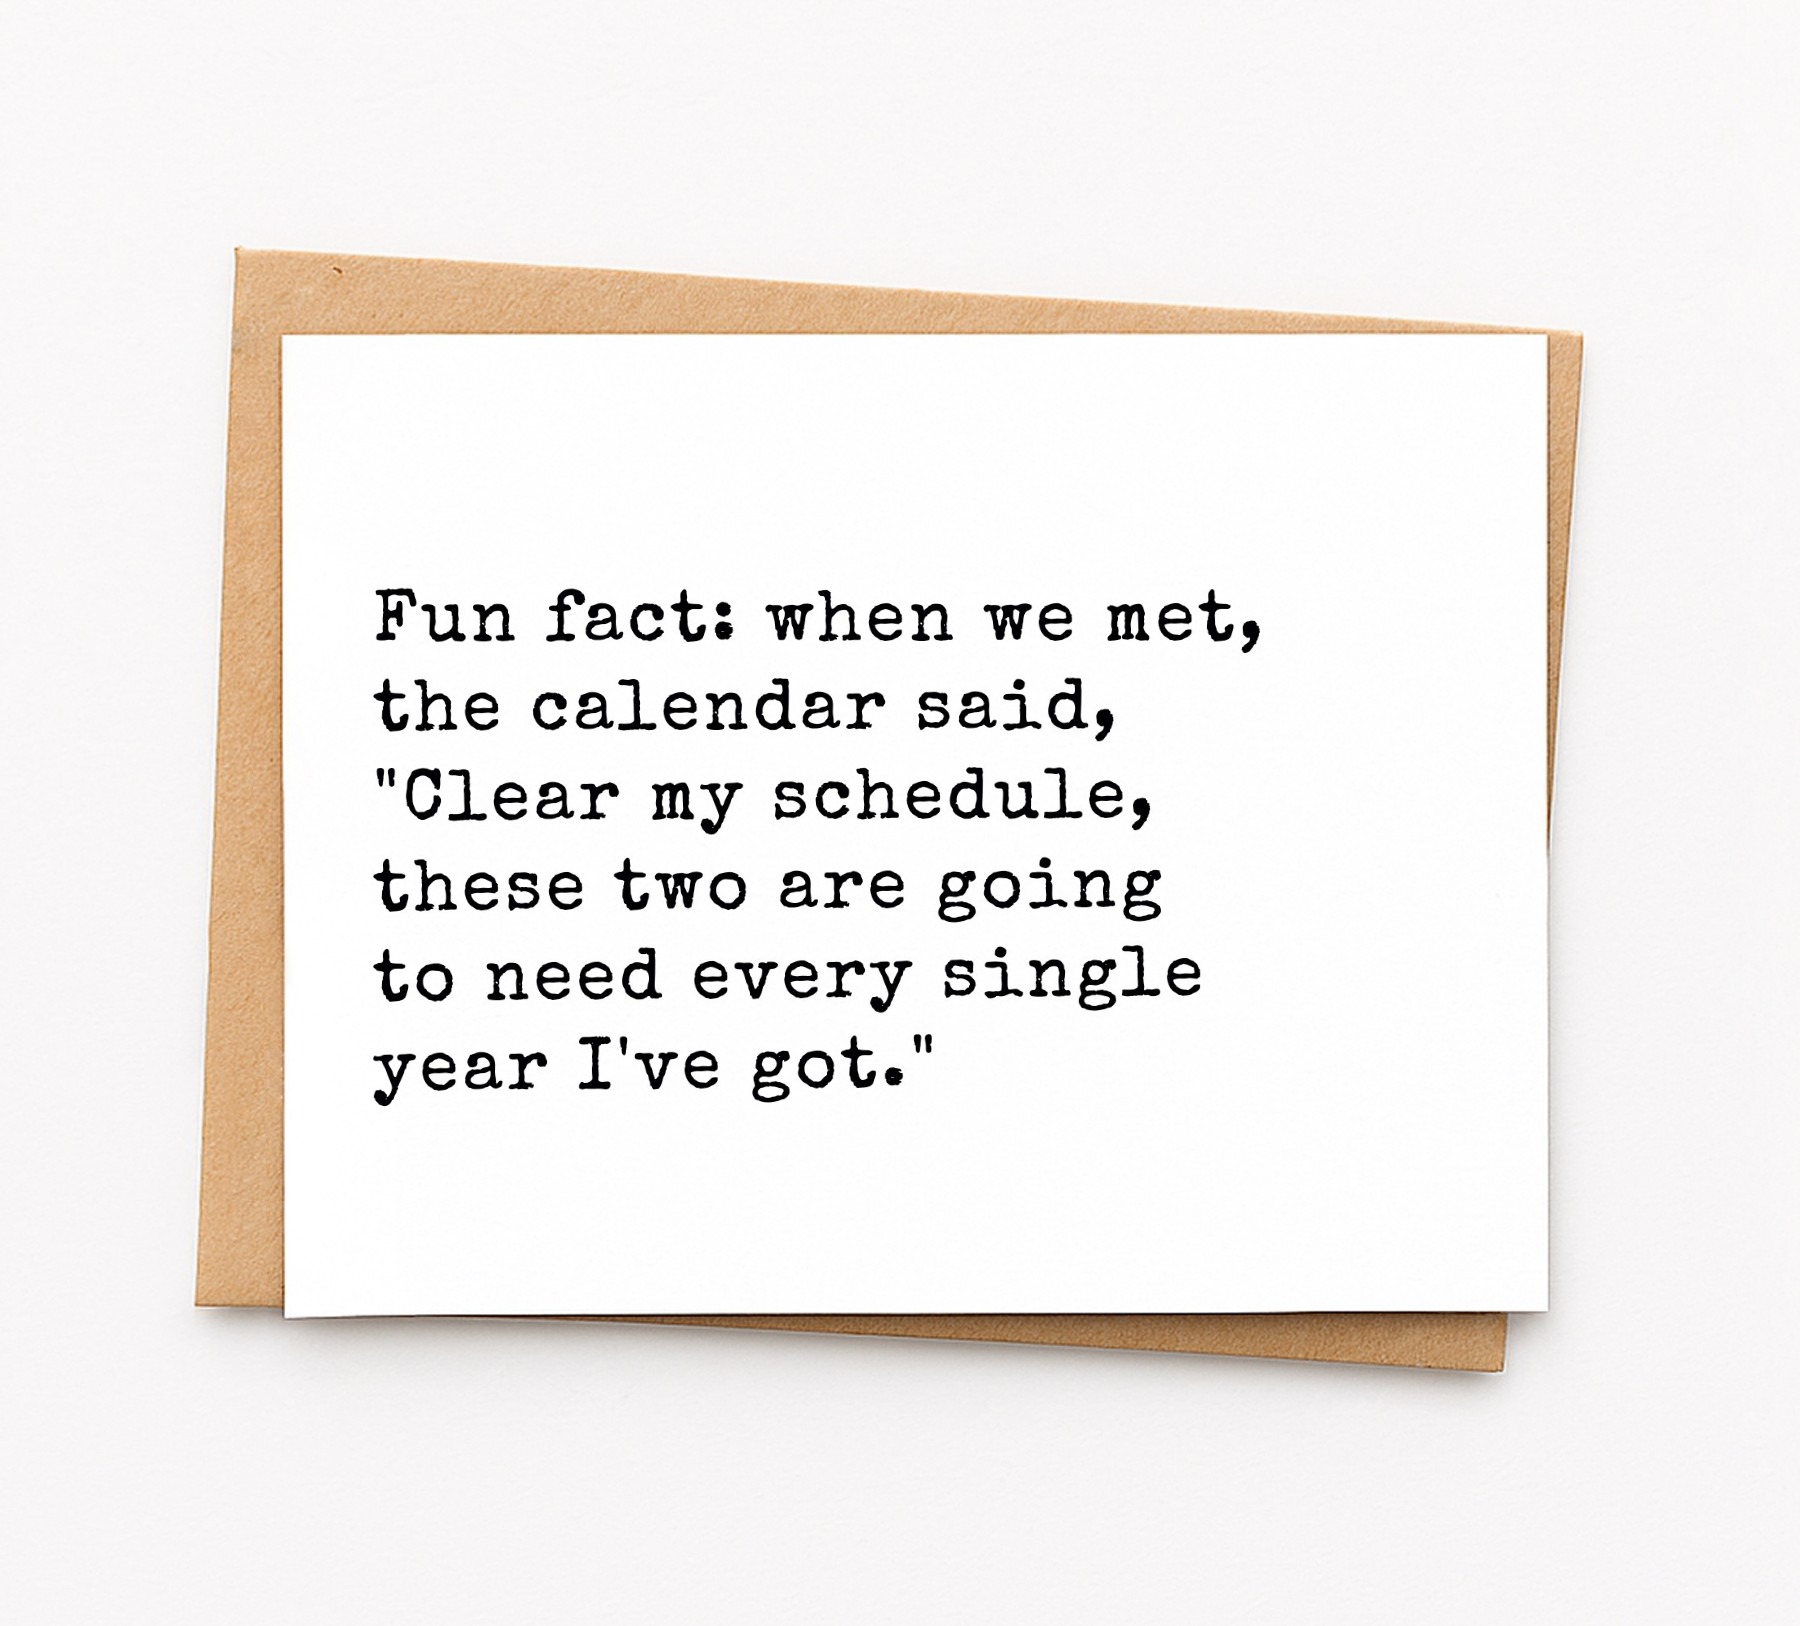 Fun fact: when we met,
the calendar said,
"Clear my schedule,
these two are going
to need every single
year I've got."